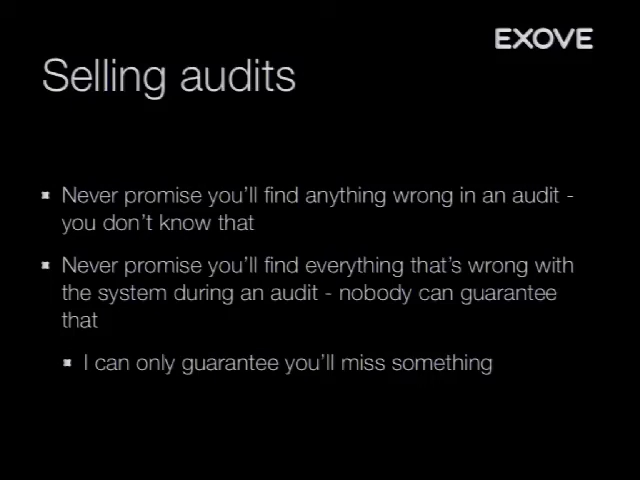 EXOVE
Selling audits
Never promise you'll find anything wrong in an audit -
you don't know that
Never promise you'll find everything that's wrong with
the system during an audit - nobody can guarantee
that
I can only guarantee you'll miss something